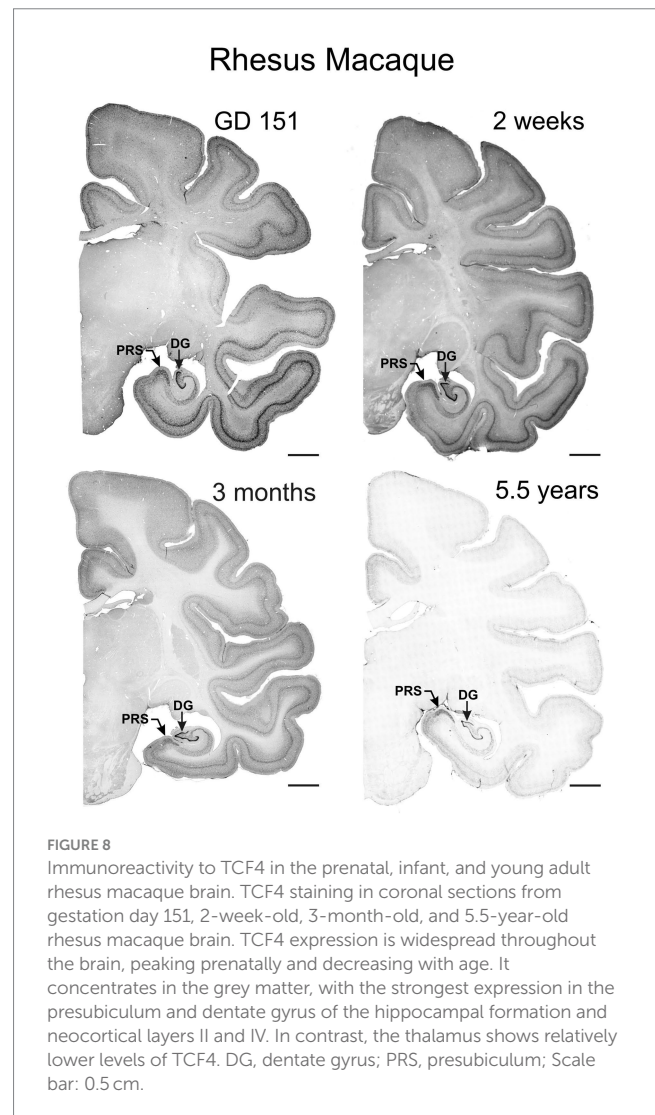 Rhesus Macaque
GD 151
2 weeks
PRS
DG
PRS
DG
3 months
5.5 years
PRS
DG
PRS
DG
FIGURE 8
Immunoreactivity to TCF4 in the prenatal, infant, and young adult
rhesus macaque brain. TCF4 staining in coronal sections from
gestation day 151, 2-week-old, 3-month-old, and 5.5-year-old
rhesus macaque brain. TCF4 expression is widespread throughout
the brain, peaking prenatally and decreasing with age. It
concentrates in the grey matter, with the strongest expression in the
presubiculum and dentate gyrus of the hippocampal formation and
neocortical layers II and IV. In contrast, the thalamus shows relatively
lower levels of TCF4. DG, dentate gyrus; PRS, presubiculum; Scale
bar: 0.5 cm.